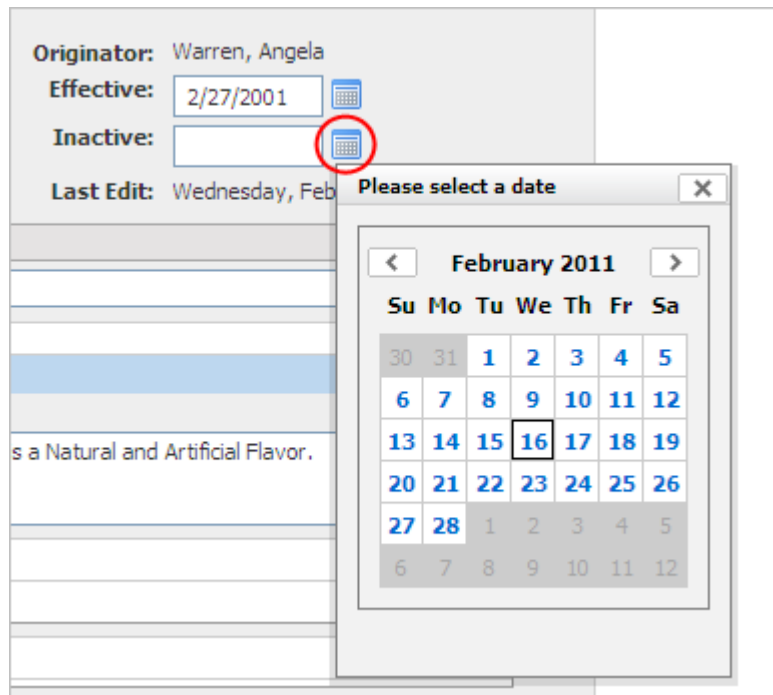 Originator: Warren, Angela
Effective: 2/27/2001
Inactive:
Last Edit: Wednesday, Feb
Please select a date
February 2011
Su Mo Tu We Th Fr Sa
30 31 1 2 3 4 5
6 7 8 9 10 11 12
13 14 15 16 17 18 19
20 21 22 23 24 25 26
27 28 1 2 3 4 5
6 7 8 9 10 11 12
s a Natural and Artificial Flavor.